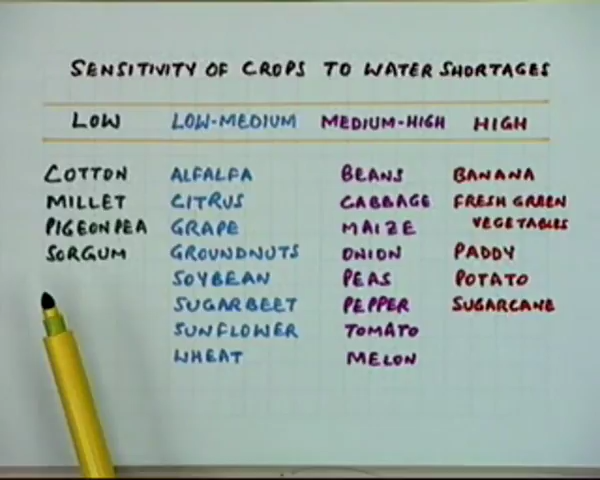 SENSITIVITY OF CROPS TO WATER SHORTAGES
LOW LOW-MEDIUM MEDIUM-HIGH HIGH
COTTON ALFALFA BEANS BANANA
MILLET CITRUS CABBAGE FRESH GREEN
PIGEONPEA GRAPE MAIZE VEGETABLES
SORGUM GROUNDNUTS ONION PADDY
SOYBEAN PEAS POTATO
SUGARBEET PEPPER SUGARCANE
SUNFLOWER TOMATO
WHEAT MELON